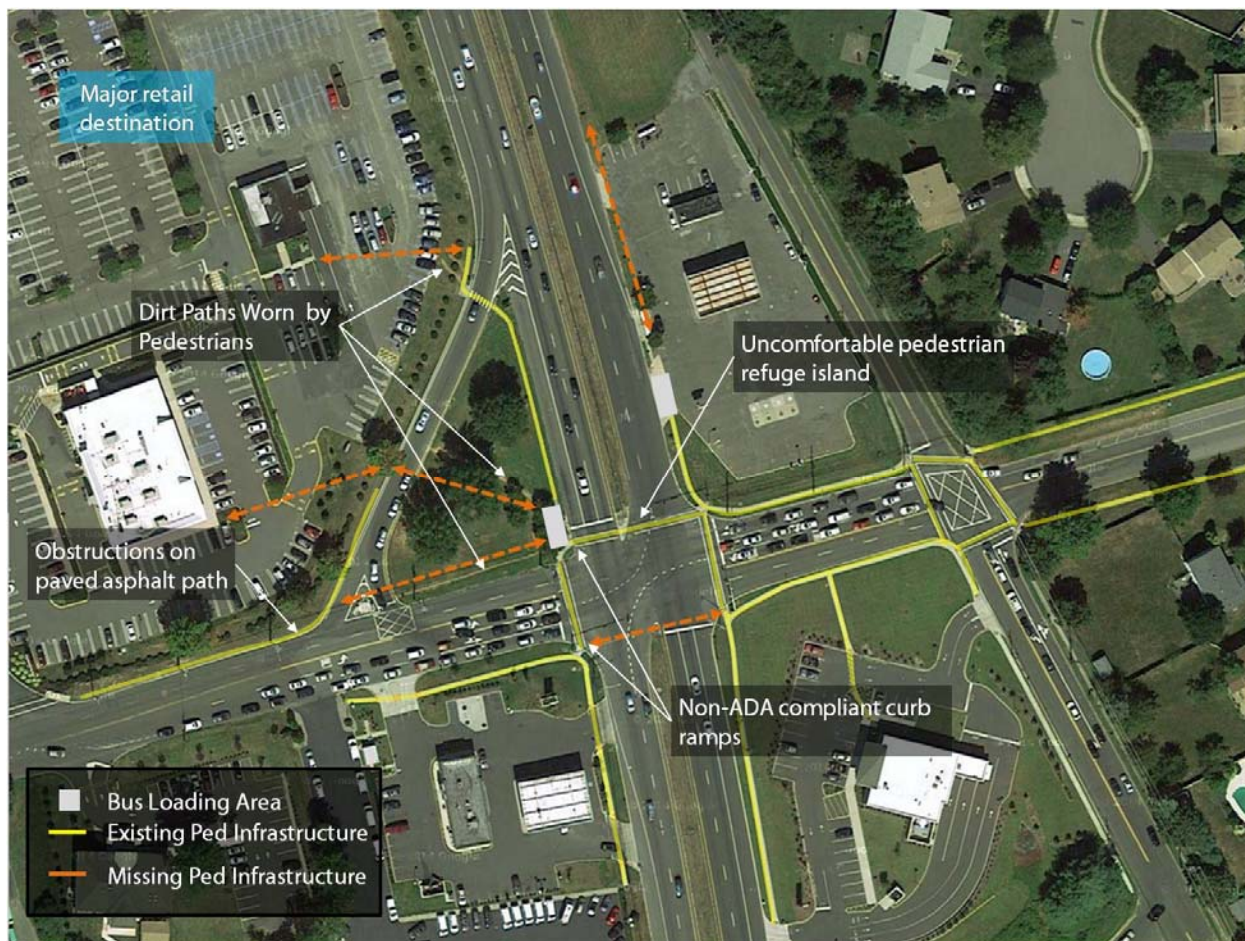 Major retail
destination
Dirt Paths Worn by
Pedestrians
Uncomfortable pedestrian
refuge island
Obstructions on
paved asphalt path
Non-ADA compliant curb
ramps
Bus Loading Area
Existing Ped Infrastructure
Missing Ped Infrastructure